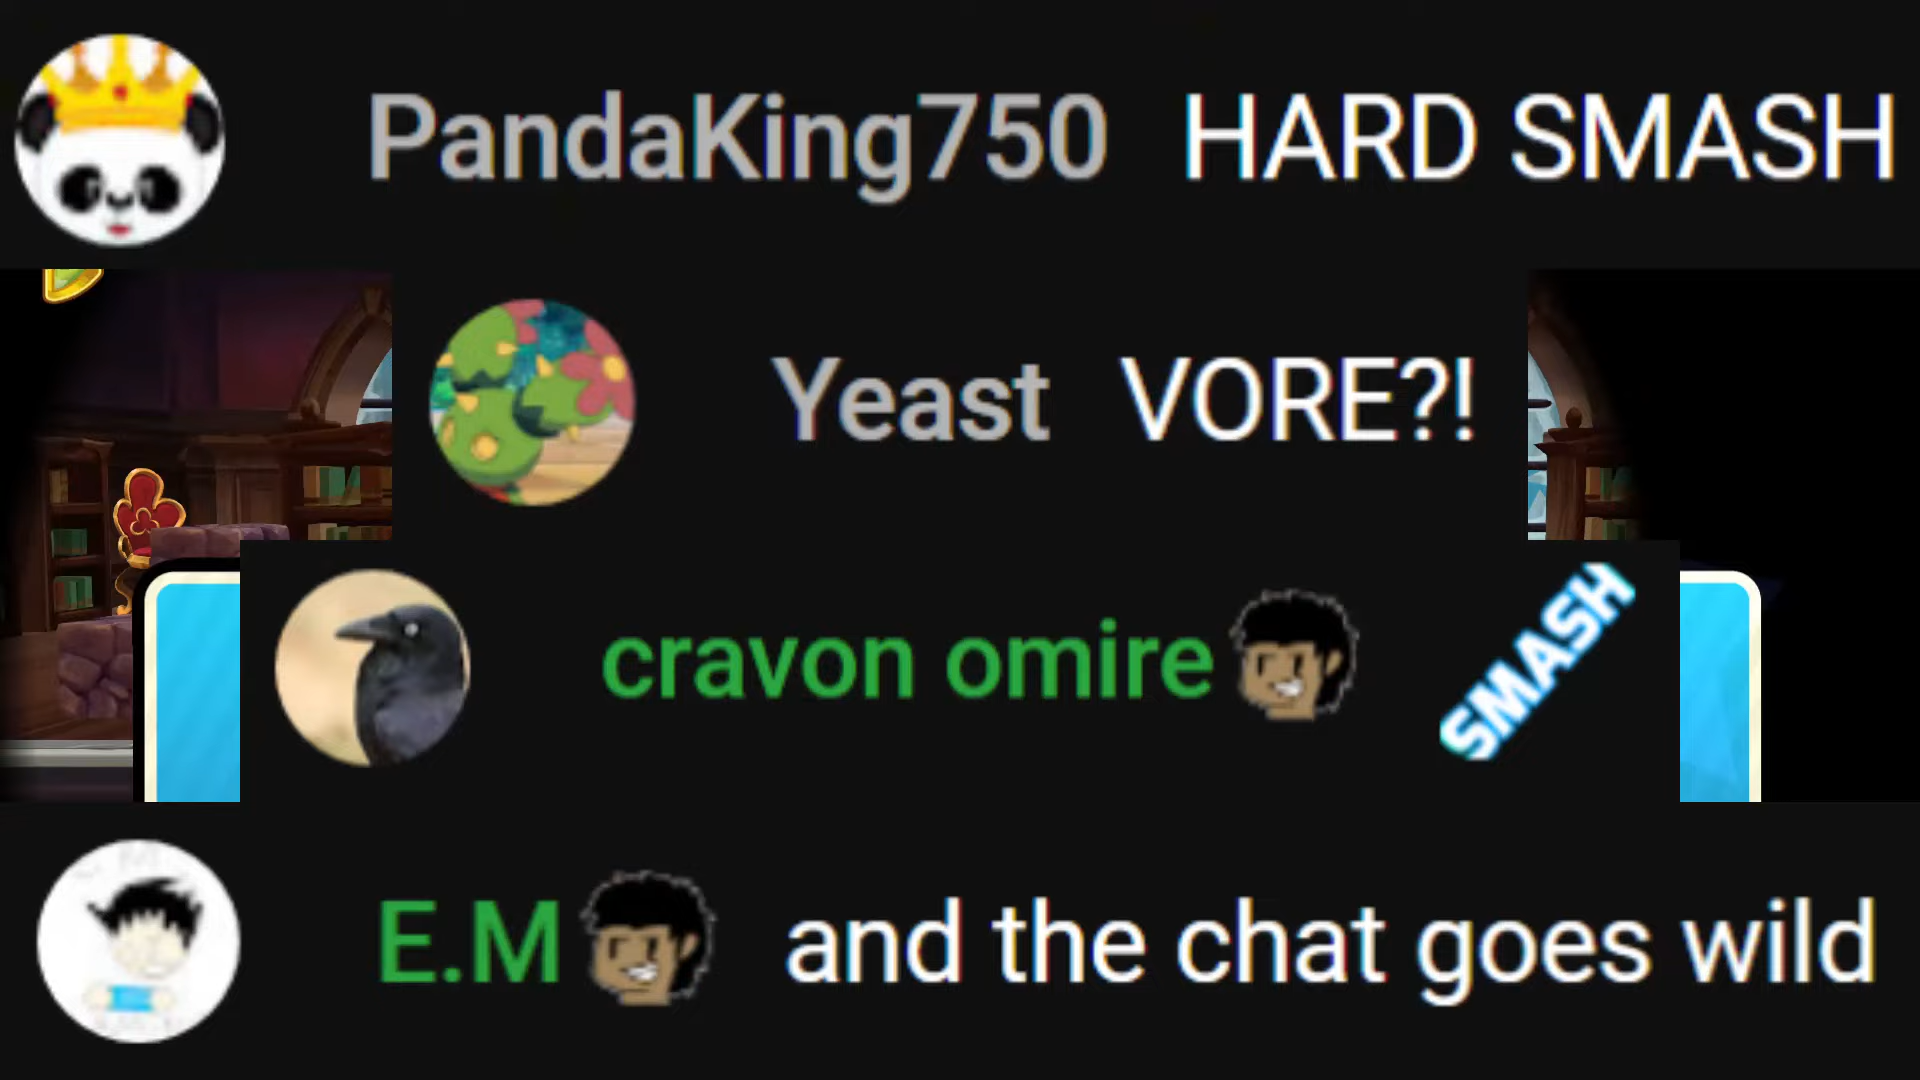 PandaKing750 HARD SMASH
Yeast VORE?!
cravon omire SMASH
E.M and the chat goes wild